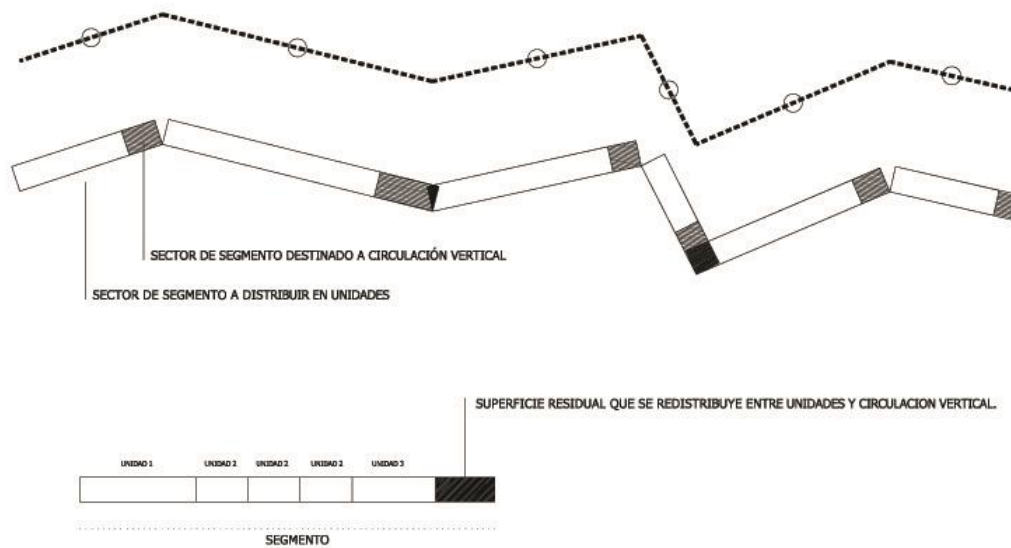 SECTOR DE SEGMENTO DESTINADO A CIRCULACIÓN VERTICAL
SECTOR DE SEGMENTO A DISTRIBUIR EN UNIDADES
SUPERFICIE RESIDUAL QUE SE REDISTRIBUYE ENTRE UNIDADES Y CIRCULACION VERTICAL.
UNIDAD 1 UNIDAD 2 UNIDAD 2 UNIDAD 2 UNIDAD 3
SEGMENTO